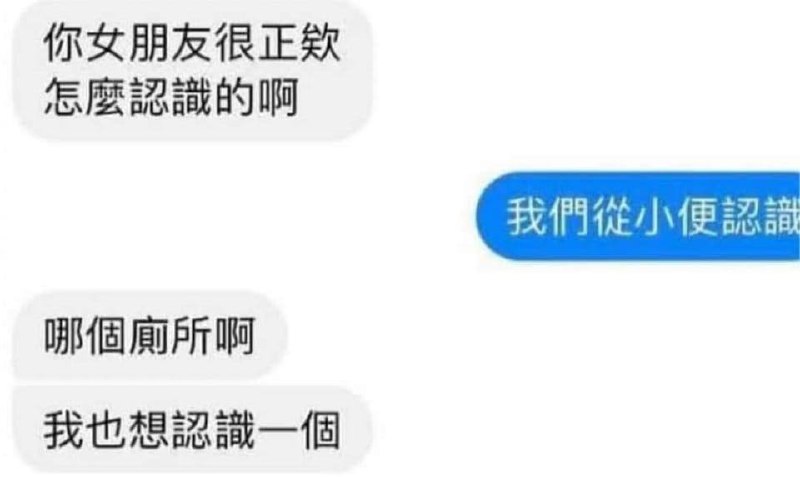 你女朋友很正欸
怎麼認識的啊
我們從小便認識
哪個廁所啊
我也想認識一個